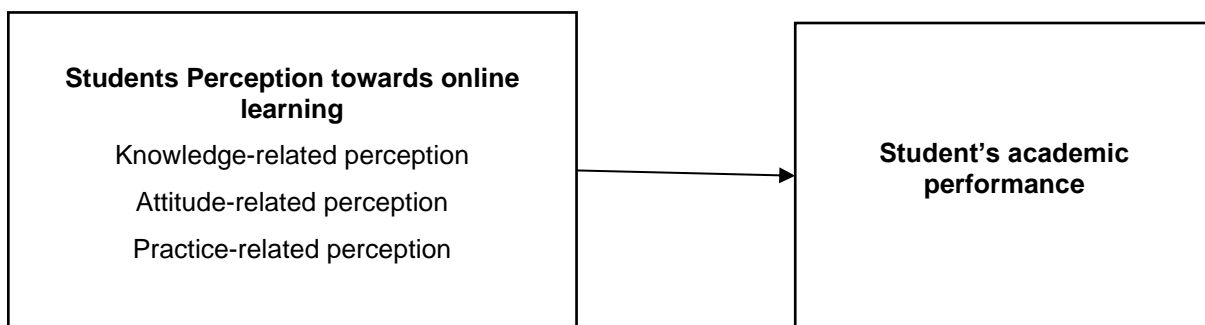 Students Perception towards online
learning
Knowledge-related perception
Attitude-related perception
Practice-related perception
Student’s academic
performance